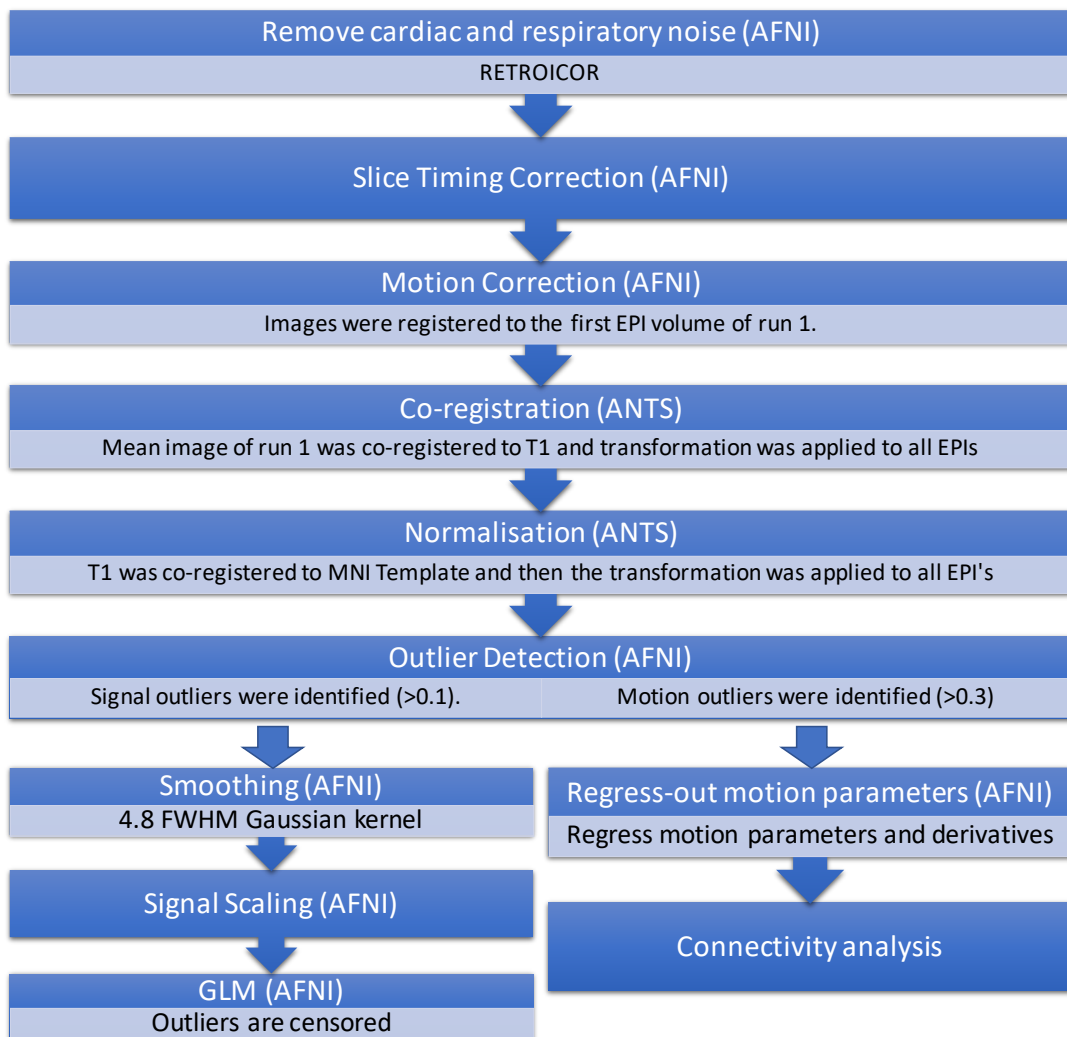 Remove cardiac and respiratory noise (AFNI)
RETROICOR
Slice Timing Correction (AFNI)
Motion Correction (AFNI)
Images were registered to the first EPI volume of run 1.
Co-registration (ANTS)
Mean image of run 1 was co-registered to T1 and transformation was applied to all EPIs
Normalisation (ANTS)
T1 was co-registered to MNI Template and then the transformation was applied to all EPI's
Outlier Detection (AFNI)
Signal outliers were identified (>0.1).
Motion outliers were identified (>0.3)
Smoothing (AFNI)
4.8 FWHM Gaussian kernel
Signal Scaling (AFNI)
GLM (AFNI)
Outliers are censored
Regress-out motion parameters (AFNI)
Regress motion parameters and derivatives
Connectivity analysis